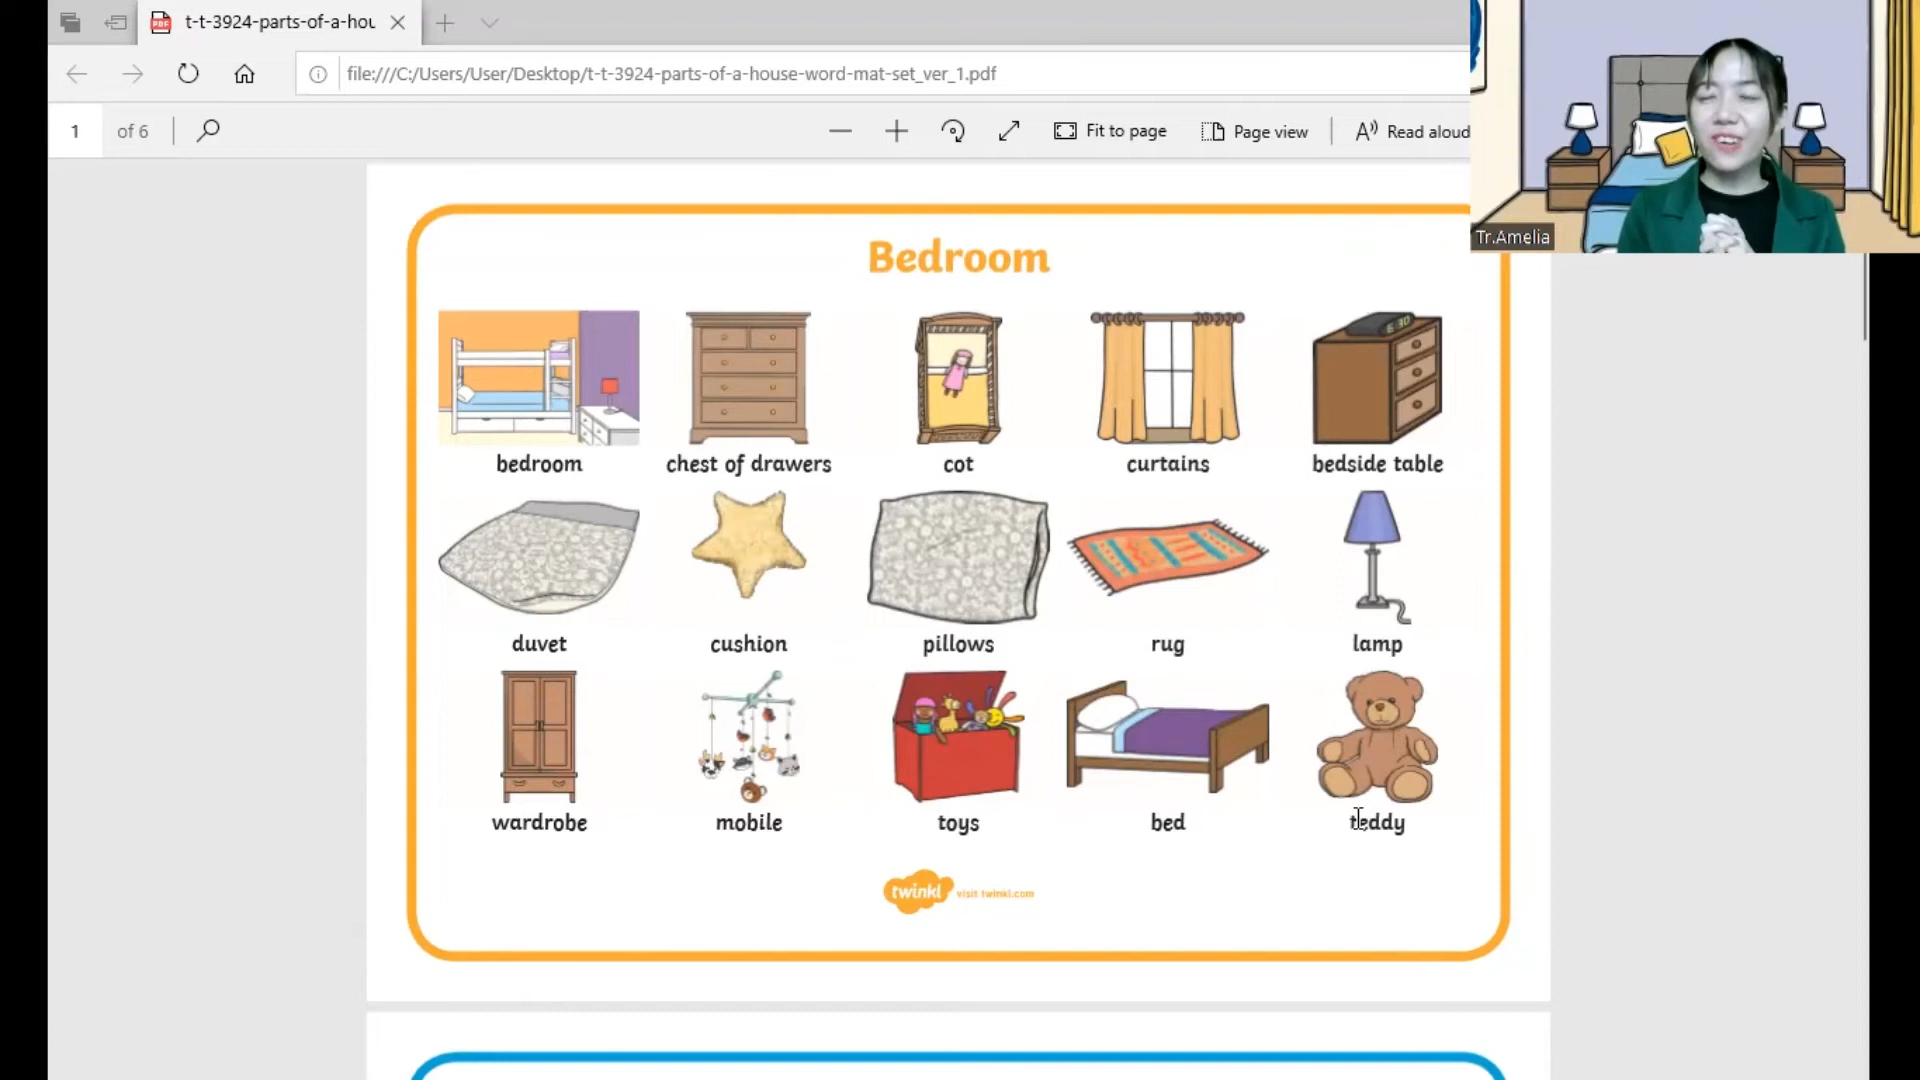 t-t-3924-parts-of-a-hou
file:///C:/Users/User/Desktop/t-t-3924-parts-of-a-house-word-mat-set_ver_1.pdf
1 of 6
Fit to page
Page view
Read aloud
Tr.Amelia
Bedroom
6:30
bedroom chest of drawers cot curtains bedside table
duvet cushion pillows rug lamp
wardrobe mobile toys bed teddy
twinkl visit twinkl.com